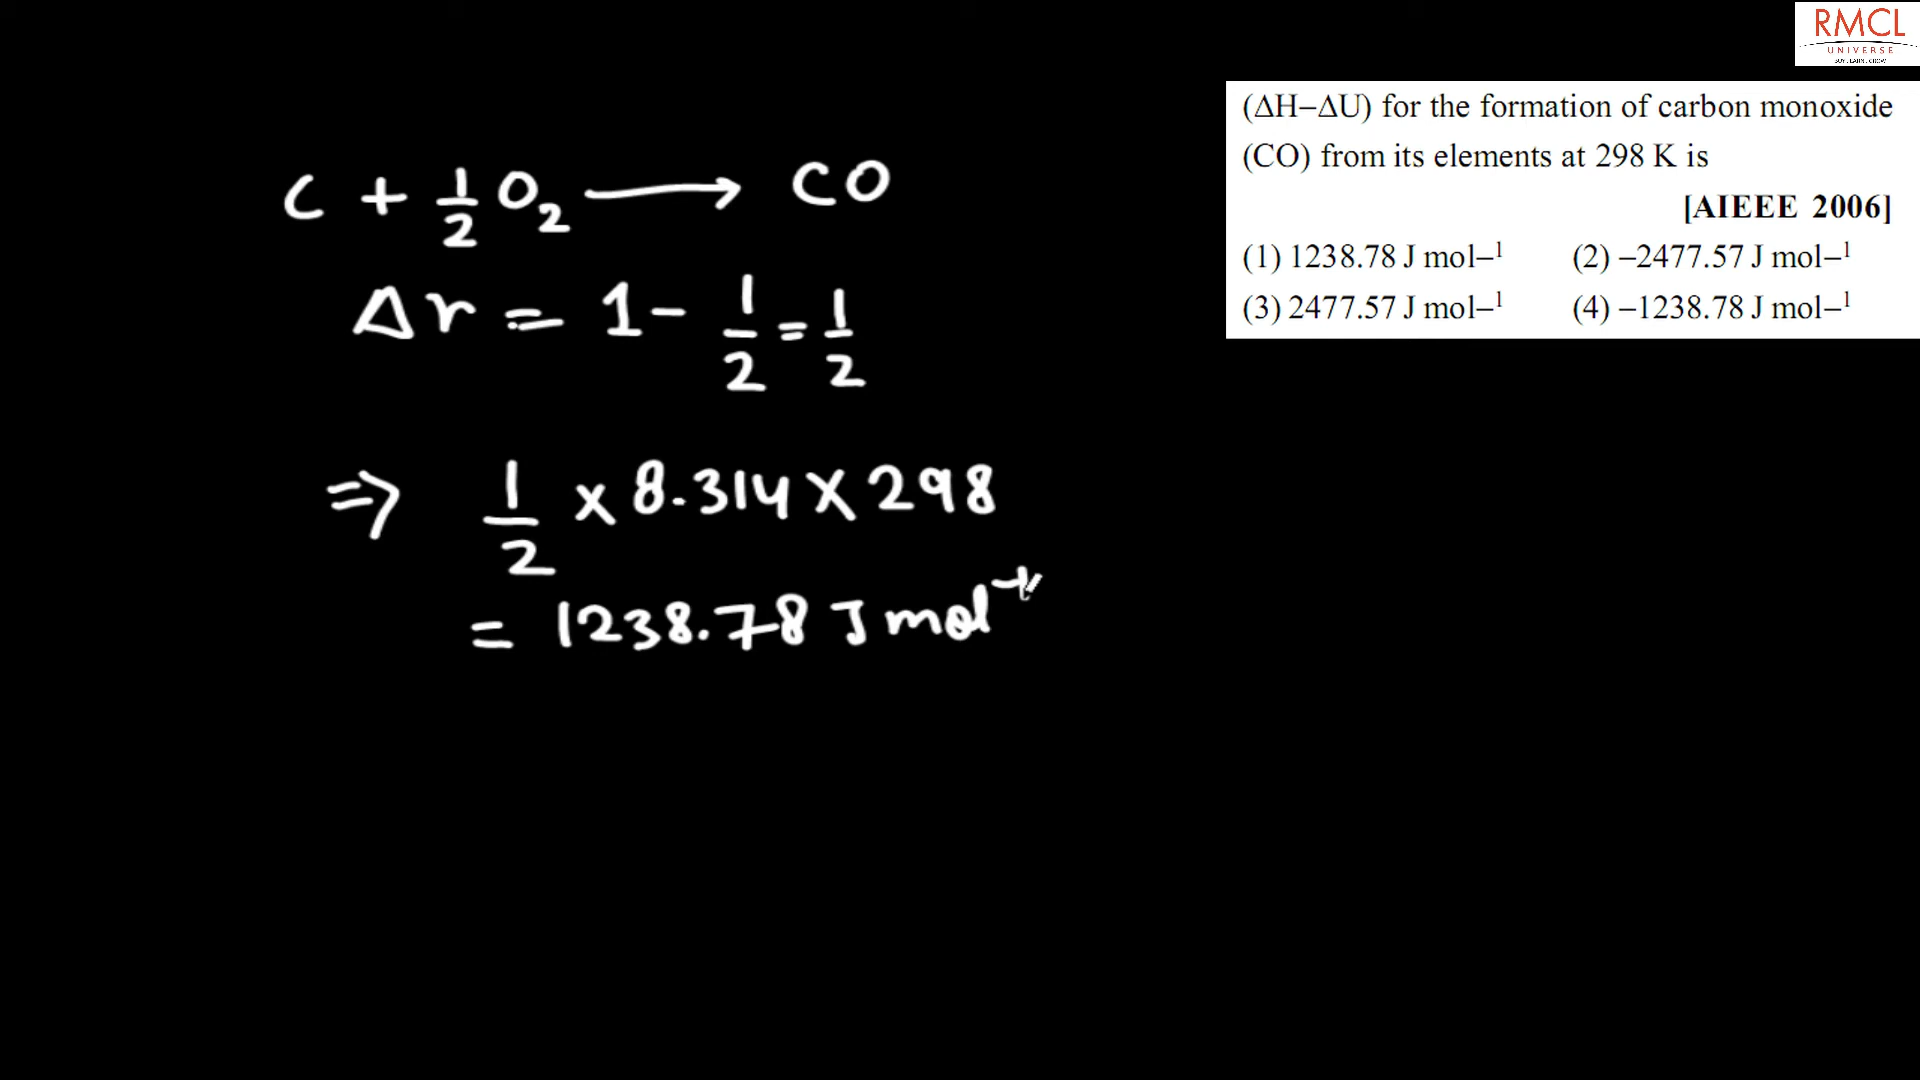 RMCL
UNIVERSE
(ΔH–ΔU) for the formation of carbon monoxide
(CO) from its elements at 298 K is
[AIEEE 2006]
(1) 1238.78 J mol–¹ (2) –2477.57 J mol–¹
(3) 2477.57 J mol–¹ (4) –1238.78 J mol–¹
C + 1/2 O₂ ⟶ CO
Δr = 1 - 1/2 = 1/2
⇒ 1/2 × 8.314 × 298
= 1238.78 J mol